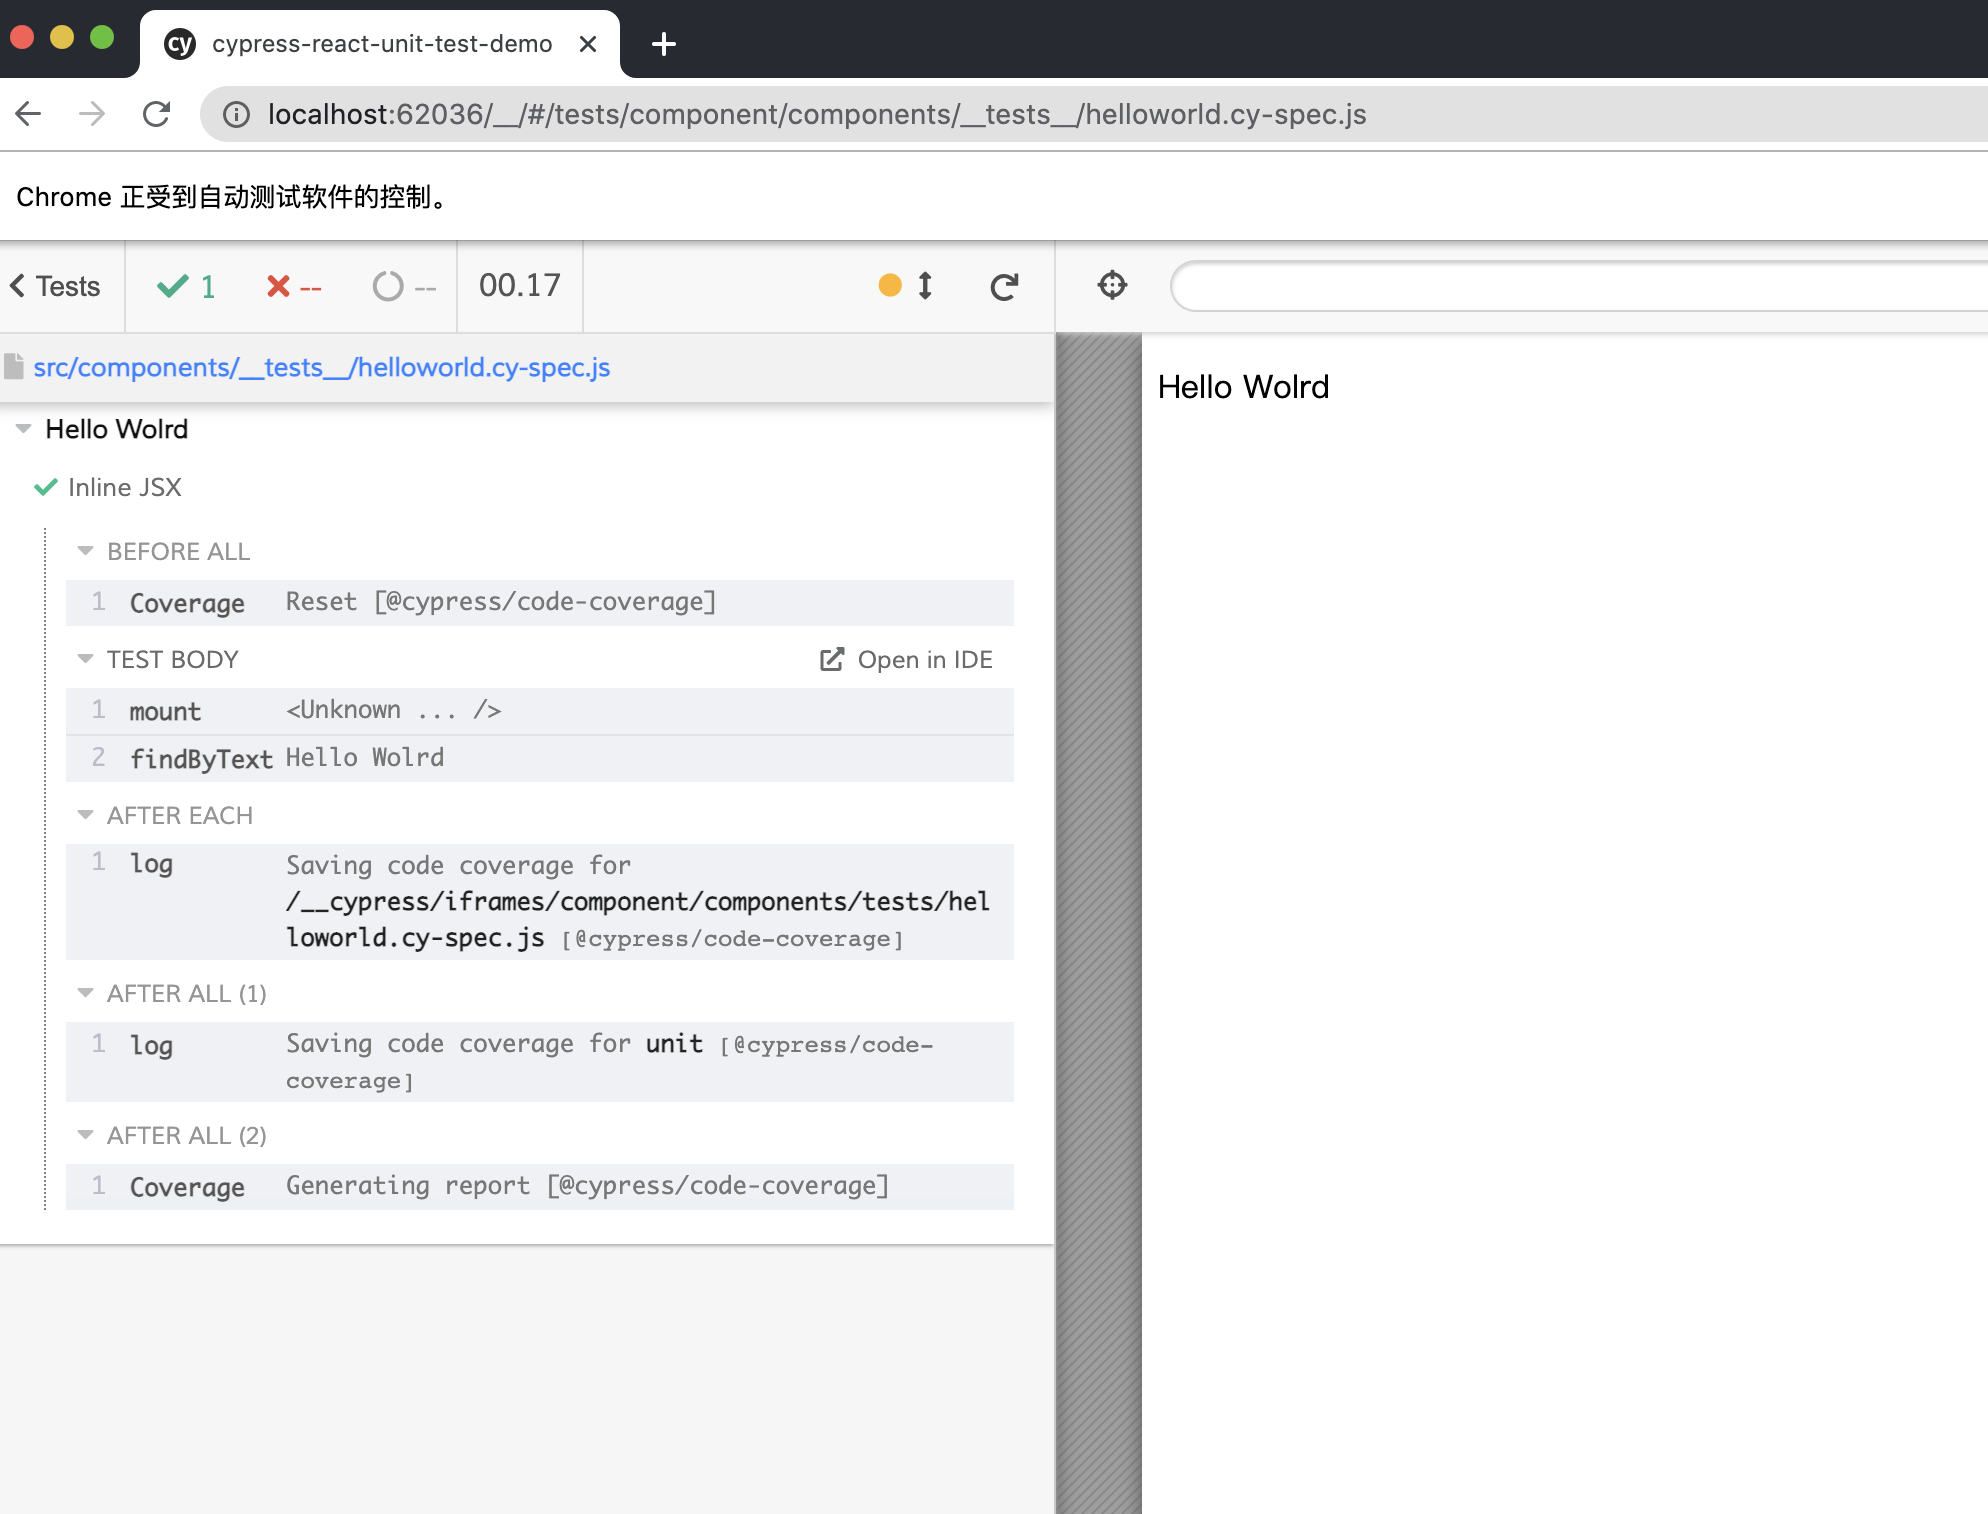 cy cypress-react-unit-test-demo
localhost:62036/__/#/tests/component/components/__tests__/helloworld.cy-spec.js
Chrome 正受到自动测试软件的控制。
Tests 1 -- -- 00.17
src/components/__tests__/helloworld.cy-spec.js
Hello Wolrd
Inline JSX
BEFORE ALL
1 Coverage Reset [@cypress/code-coverage]
TEST BODY Open in IDE
1 mount <Unknown ... />
2 findByText Hello Wolrd
AFTER EACH
1 log Saving code coverage for
/__cypress/iframes/component/components/tests/hel
loworld.cy-spec.js [@cypress/code-coverage]
AFTER ALL (1)
1 log Saving code coverage for unit [@cypress/code-
coverage]
AFTER ALL (2)
1 Coverage Generating report [@cypress/code-coverage]
Hello Wolrd